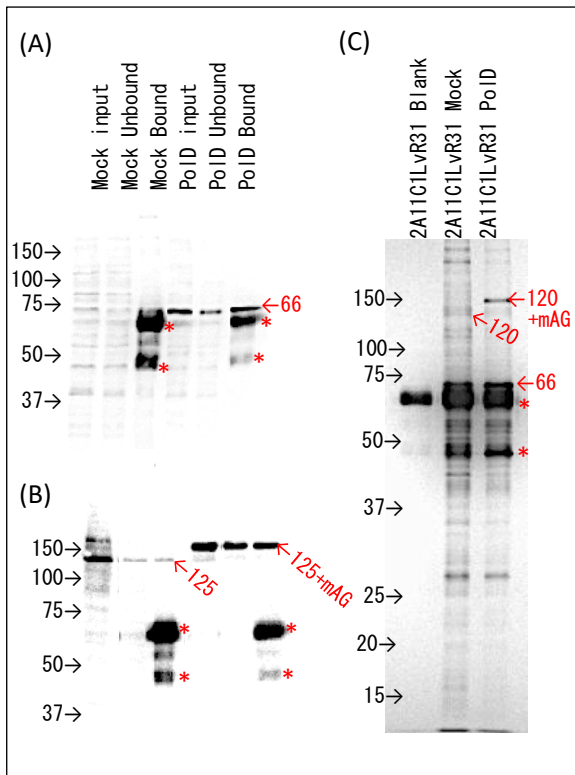 (A)
Mock input
Mock Unbound
Mock Bound
PolD input
PolD Unbound
PolD Bound
150→
100→
75→
50→
37→
←66
*
*
(B)
150→
100→
75→
50→
37→
←125
←125+mAG
*
*
*
*
(C)
2A11C1LvR31 Blank
2A11C1LvR31 Mock
2A11C1LvR31 PolD
150→
100→
75→
50→
37→
25→
20→
15→
←120
+mAG
←120
←66
*
*